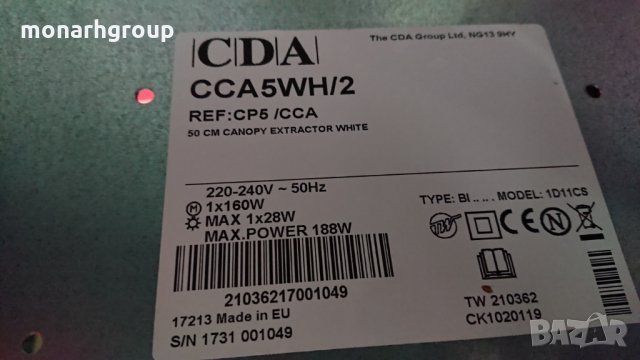 monarhgroup
CDA
The CDA Group Ltd, NG13 9HY
CCA5WH/2
REF:CP5 /CCA
50 CM CANOPY EXTRACTOR WHITE
220-240V ~ 50Hz
M 1x160W
MAX 1x28W
MAX.POWER 188W
TYPE: BI .. ... MODEL: 1D11CS
CE N
21036217001049
17213 Made in EU
S/N 1731 001049
TW 210362
CK1020119
BAZAR